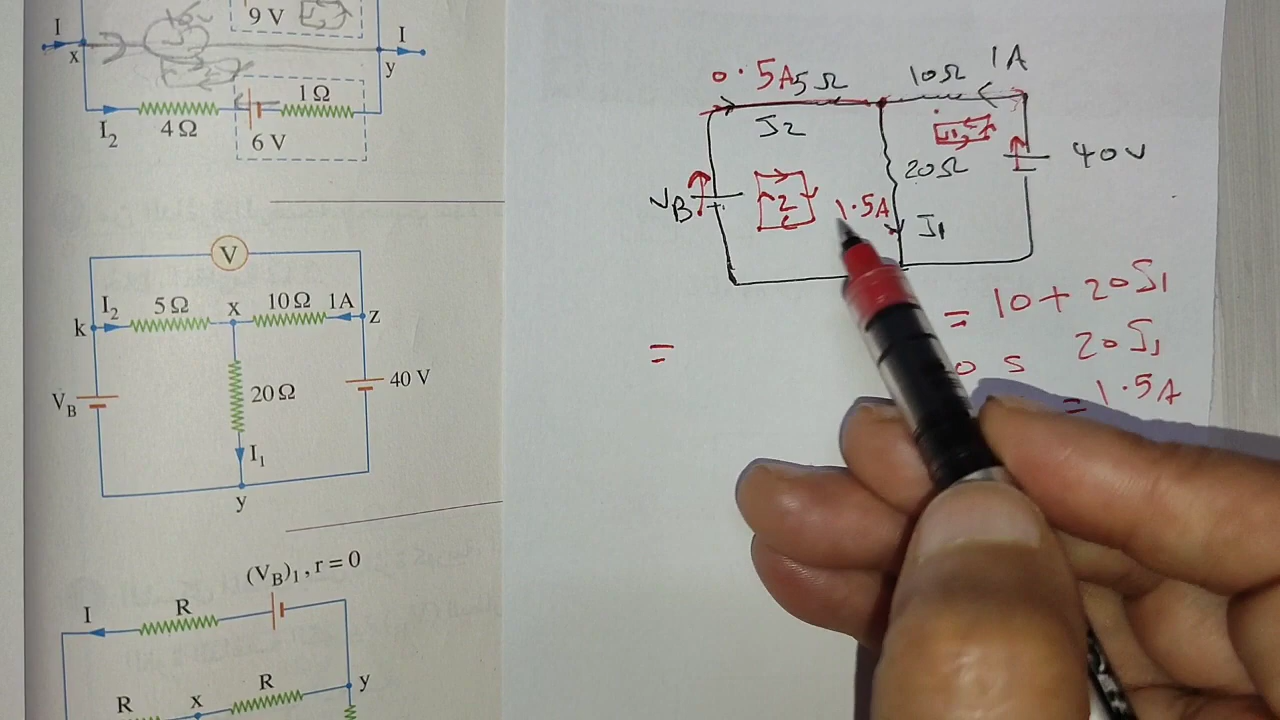 9 V
I
I
x
y
1 Ω
I2
4 Ω
6 V
V
I2
5 Ω
x
10 Ω
1A
k
z
VB
20 Ω
40 V
I1
y
(VB)1 , r = 0
I
R
R
x
R
y
0.5A
5Ω
10Ω
1A
I2
VB
2
1.5A
20Ω
40V
I1
= 10 + 20I1
=
20I1
= 1.5A